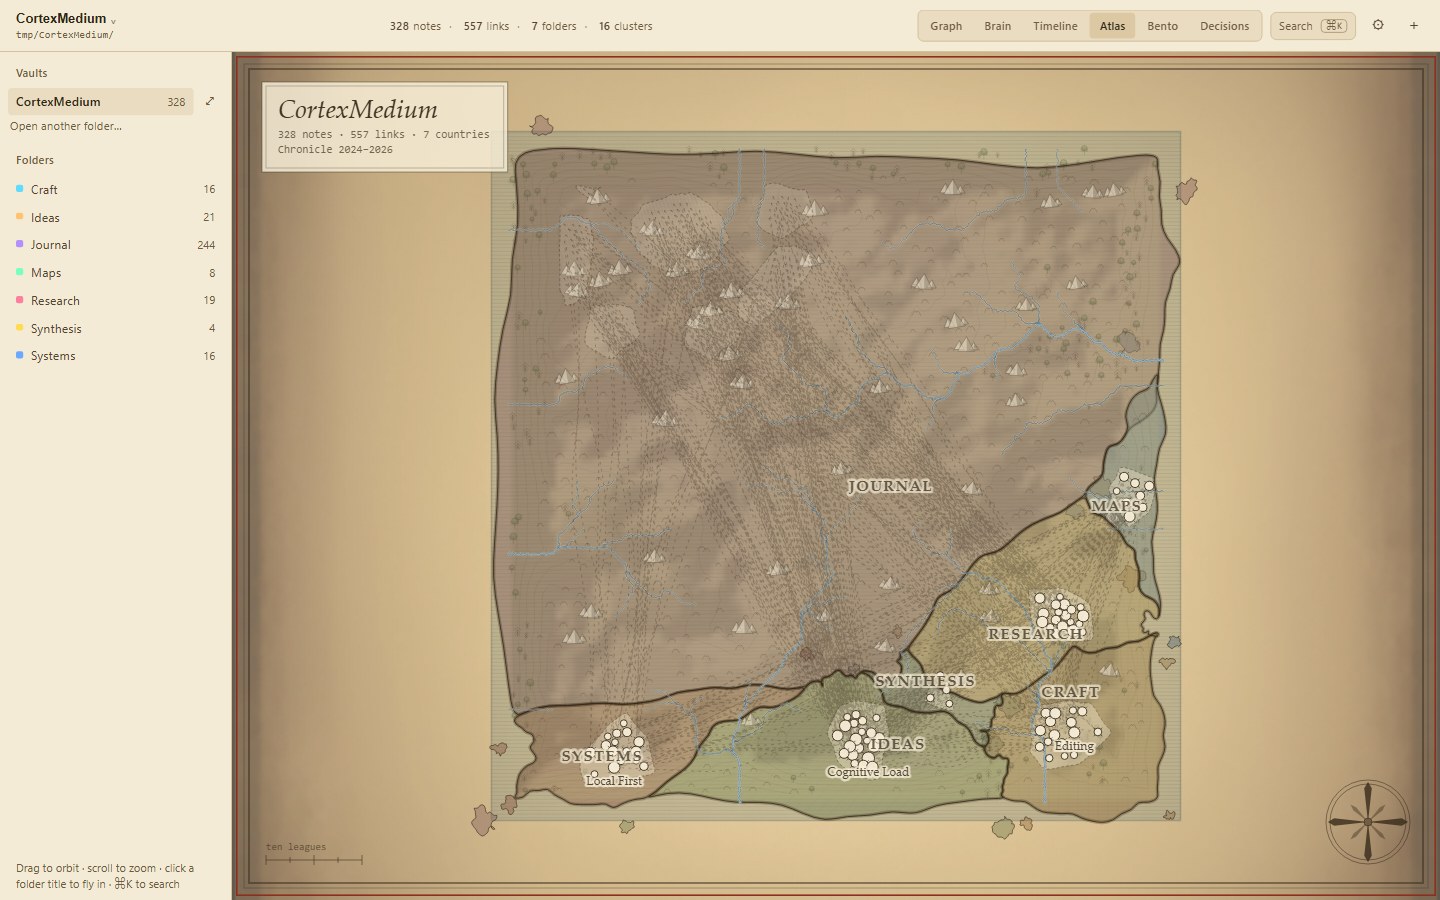 CortexMedium
tmp/CortexMedium/
328 notes · 557 links · 7 folders · 16 clusters
Graph Brain Timeline Atlas Bento Decisions
Search ⌘K
+
Vaults
CortexMedium 328
Open another folder...
Folders
Craft 16
Ideas 21
Journal 244
Maps 8
Research 19
Synthesis 4
Systems 16
Drag to orbit · scroll to zoom · click a
folder title to fly in · ⌘K to search
CortexMedium
328 notes · 557 links · 7 countries
Chronicle 2024–2026
JOURNAL
MAPS
RESEARCH
SYNTHESIS
CRAFT
IDEAS
Editing
SYSTEMS
Cognitive Load
Local First
ten leagues